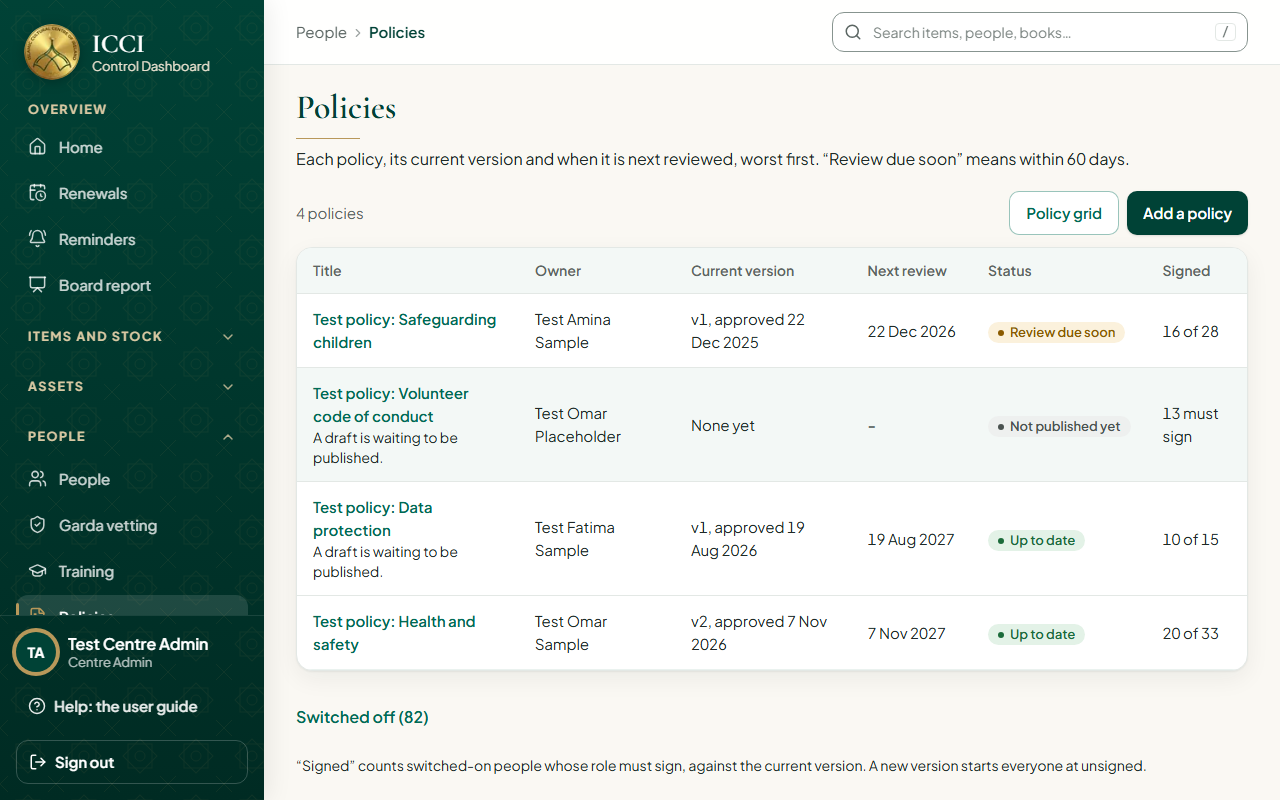 ICCI
Control Dashboard
OVERVIEW
Home
Renewals
Reminders
Board report
ITEMS AND STOCK
ASSETS
PEOPLE
People
Garda vetting
Training
Policies
TA
Test Centre Admin
Centre Admin
Help: the user guide
Sign out
People › Policies
Search items, people, books…
/
Policies
Each policy, its current version and when it is next reviewed, worst first. “Review due soon” means within 60 days.
4 policies
Policy grid
Add a policy
Title Owner Current version Next review Status Signed
Test policy: Safeguarding
children
Test Amina
Sample
v1, approved 22
Dec 2025
22 Dec 2026
Review due soon
16 of 28
Test policy: Volunteer
code of conduct
A draft is waiting to be
published.
Test Omar
Placeholder
None yet
–
Not published yet
13 must
sign
Test policy: Data
protection
A draft is waiting to be
published.
Test Fatima
Sample
v1, approved 19
Aug 2026
19 Aug 2027
Up to date
10 of 15
Test policy: Health and
safety
Test Omar
Sample
v2, approved 7 Nov
2026
7 Nov 2027
Up to date
20 of 33
Switched off (82)
“Signed” counts switched-on people whose role must sign, against the current version. A new version starts everyone at unsigned.